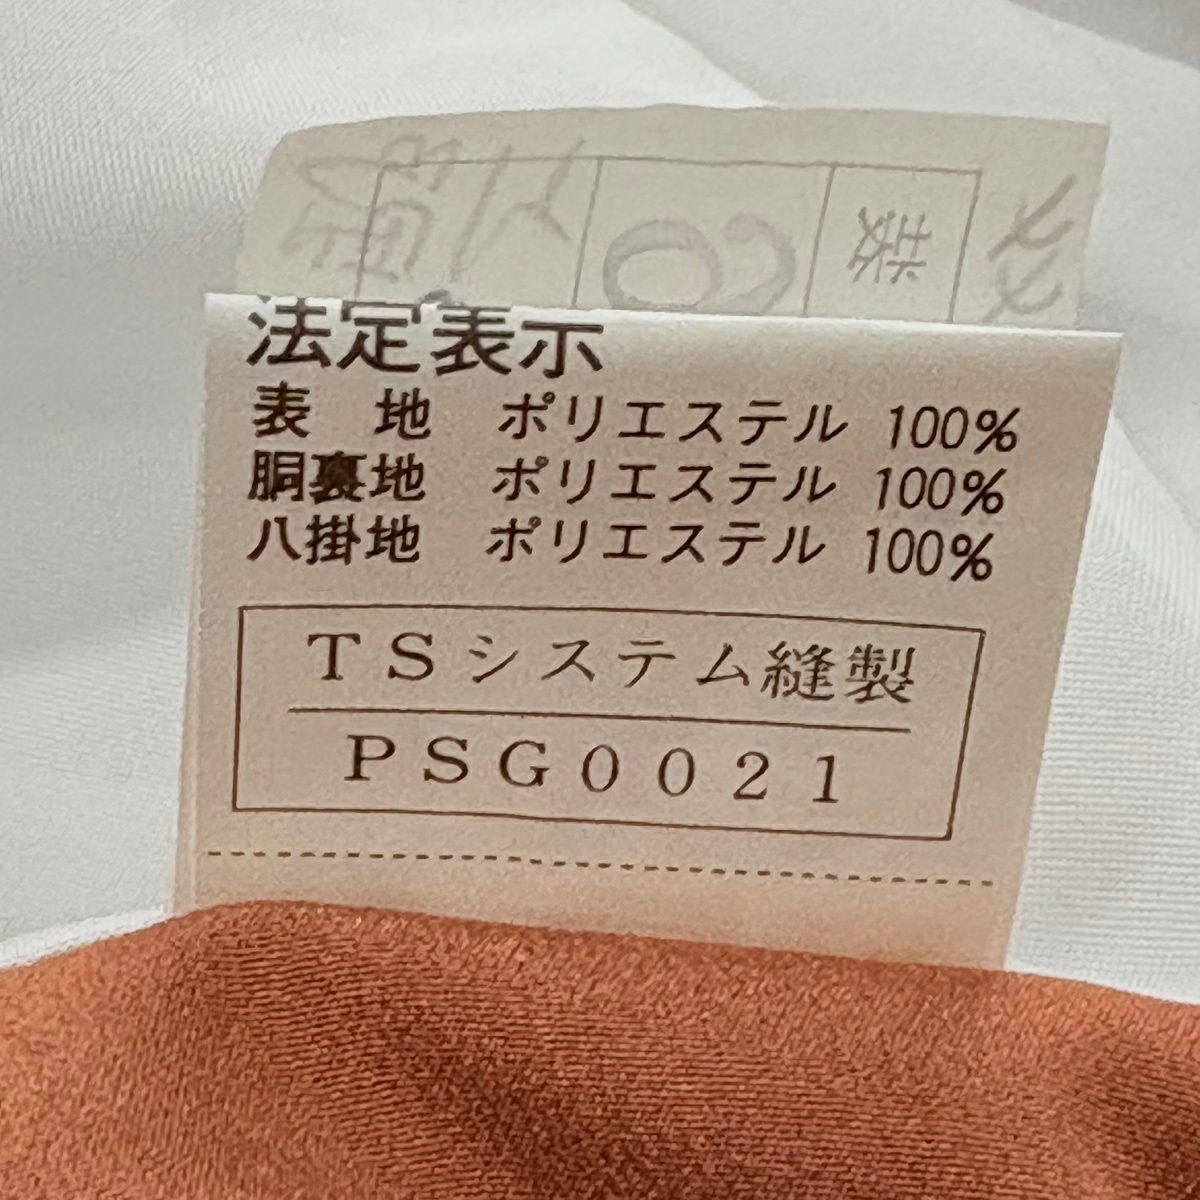 法定表示
表 地 ポリエステル 100%
胴裏地 ポリエステル 100%
八掛地 ポリエステル 100%
TSシステム縫製
PSG0021